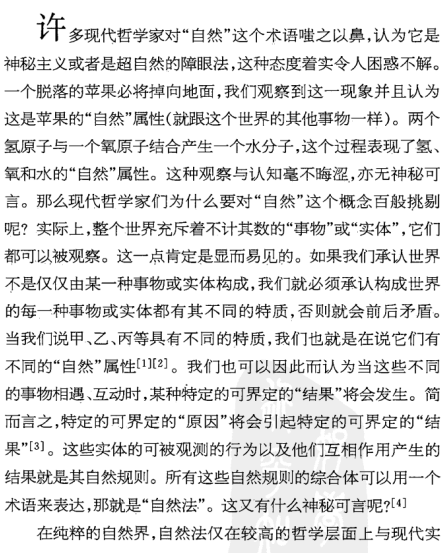 许多现代哲学家对“自然”这个术语嗤之以鼻,认为它是
神秘主义或者是超自然的障眼法,这种态度着实令人困惑不解。
一个脱落的苹果必将掉向地面,我们观察到这一现象并且认为
这是苹果的“自然”属性(就跟这个世界的其他事物一样)。两个
氢原子与一个氧原子结合产生一个水分子,这个过程表现了氢、
氧和水的“自然”属性。这种观察与认知毫不晦涩,亦无神秘可
言。那么现代哲学家们为什么要对“自然”这个概念百般挑剔
呢?实际上,整个世界充斥着不计其数的“事物”或“实体”,它们
都可以被观察。这一点肯定是显而易见的。如果我们承认世界
不是仅仅由某一种事物或实体构成,我们就必须承认构成世界
的每一种事物或实体都有其不同的特质,否则就会前后矛盾。
当我们说甲、乙、丙等具有不同的特质,我们也就是在说它们有
不同的“自然”属性[1][2]。我们也可以因此而认为当这些不同
的事物相遇、互动时,某种特定的可界定的“结果”将会发生。简
而言之,特定的可界定的“原因”将会引起特定的可界定的“结
果”[3]。这些实体的可被观测的行为以及他们互相作用产生的
结果就是其自然规则。所有这些自然规则的综合体可以用一个
术语来表达,那就是“自然法”。这又有什么神秘可言呢?[4]
在纯粹的自然界,自然法仅在较高的哲学层面上与现代实